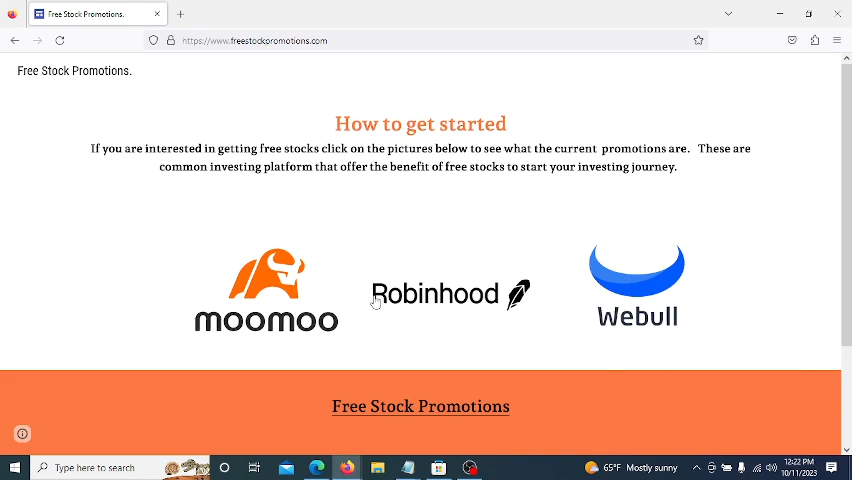 Free Stock Promotions.
https://www.freestockpromotions.com
Free Stock Promotions.
How to get started
If you are interested in getting free stocks click on the pictures below to see what the current promotions are. These are
common investing platform that offer the benefit of free stocks to start your investing journey.
moomoo
Robinhood
Webull
Free Stock Promotions
Type here to search
65°F Mostly sunny
12:22 PM
10/11/2023